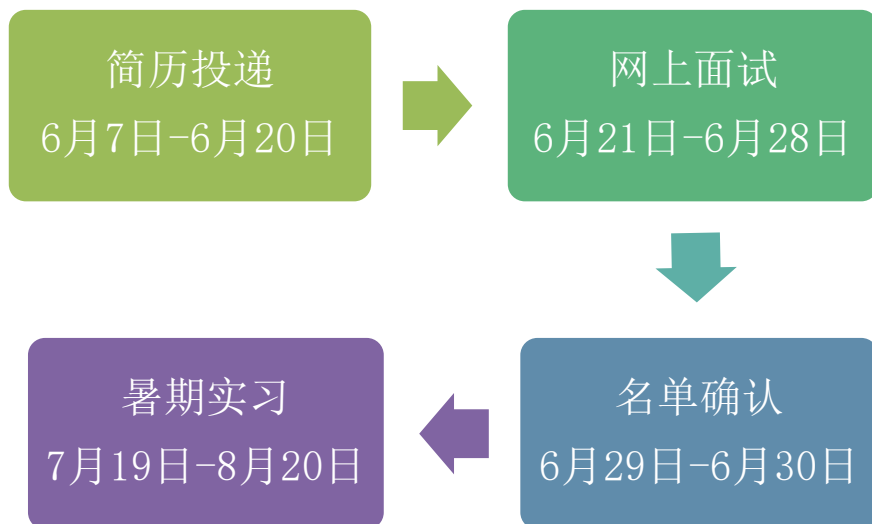 简历投递
6月7日-6月20日
网上面试
6月21日-6月28日
名单确认
6月29日-6月30日
暑期实习
7月19日-8月20日